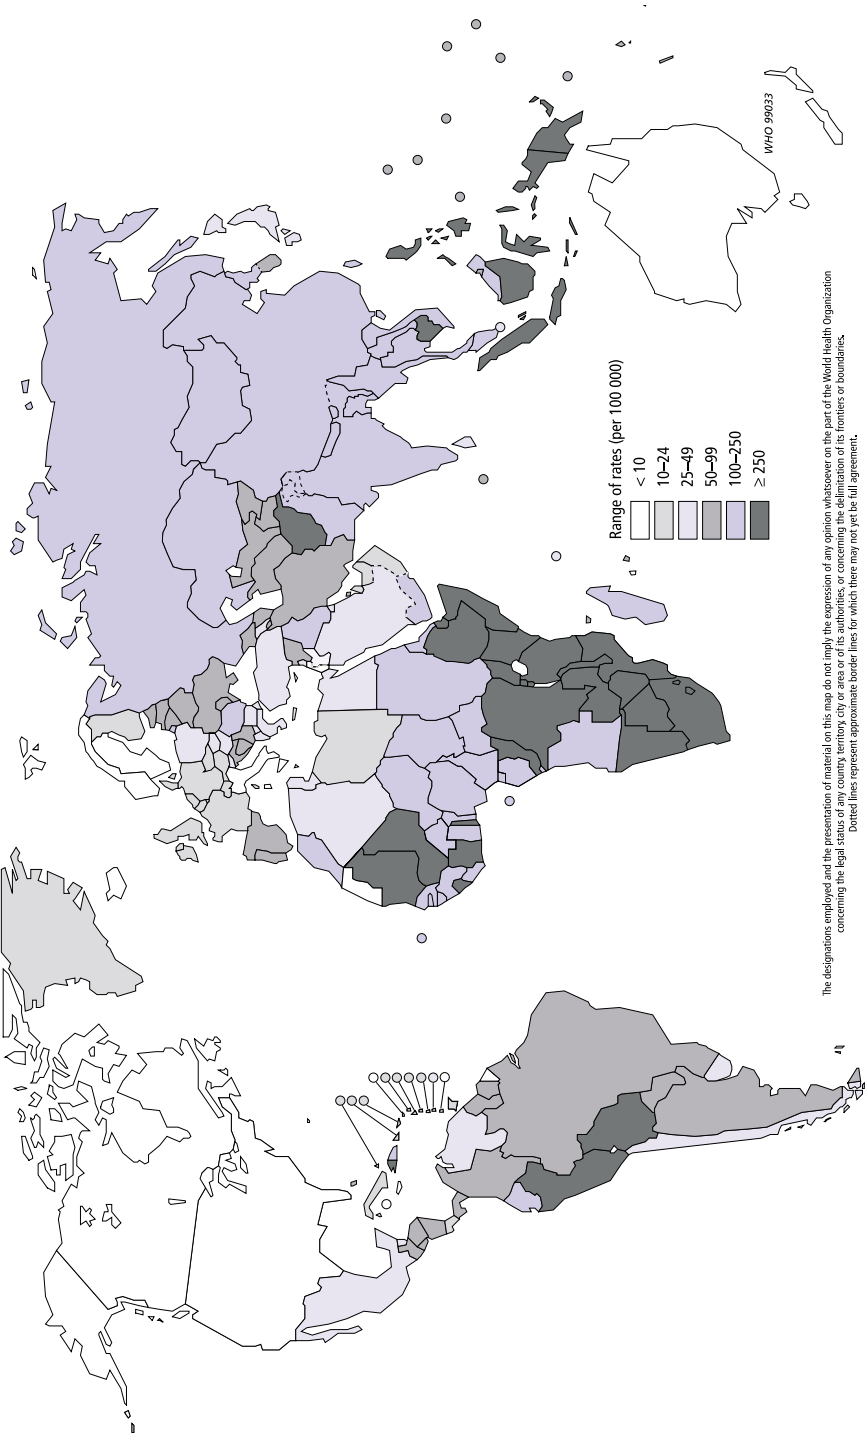 WHO 99033
Range of rates (per 100 000)
< 10
10–24
25–49
50–99
100–250
≥ 250
The designations employed and the presentation of material on this map do not imply the expression of any opinion whatsoever on the part of the World Health Organization
concerning the legal status of any country, territory, city or area or of its authorities, or concerning the delimitation of its frontiers or boundaries.
Dotted lines represent approximate border lines for which there may not yet be full agreement.